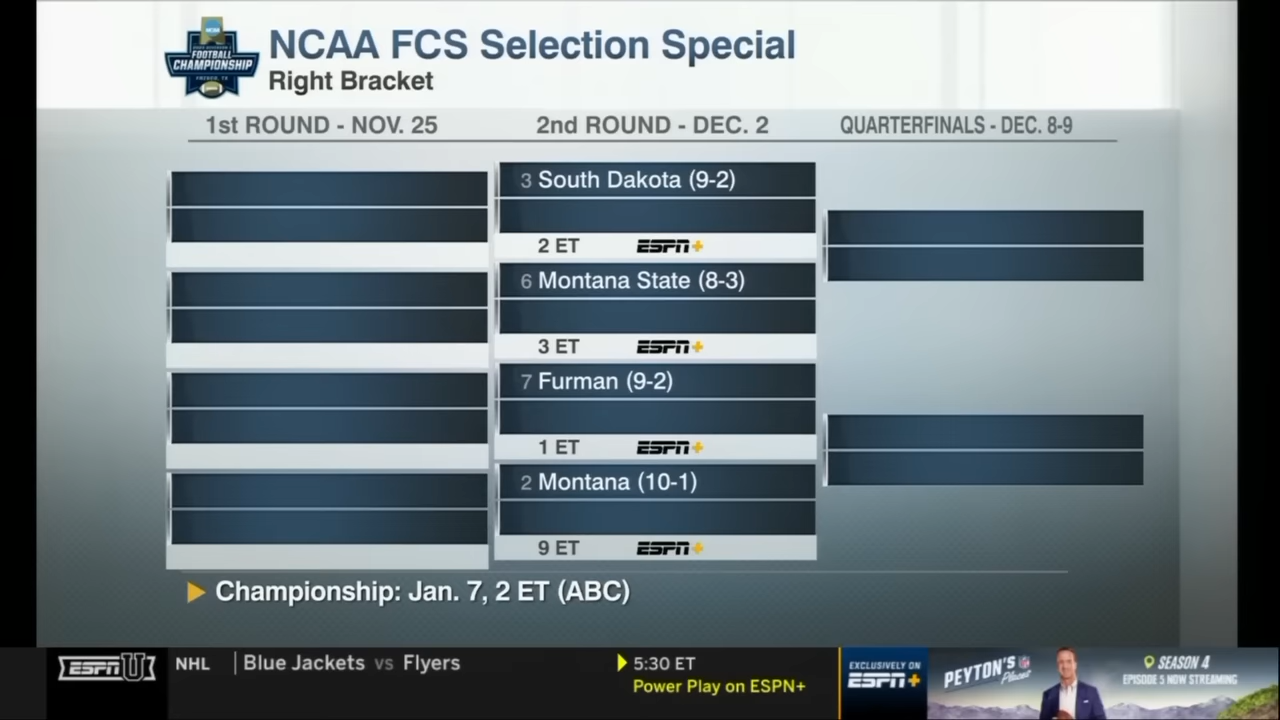 NCAA FCS Selection Special
Right Bracket
NCAA
FOOTBALL
CHAMPIONSHIP
1st ROUND - NOV. 25
2nd ROUND - DEC. 2
QUARTERFINALS - DEC. 8-9
3 South Dakota (9-2)
2 ET ESPN+
6 Montana State (8-3)
3 ET ESPN+
7 Furman (9-2)
1 ET ESPN+
2 Montana (10-1)
9 ET ESPN+
Championship: Jan. 7, 2 ET (ABC)
ESPNU
NHL
Blue Jackets vs Flyers
5:30 ET
Power Play on ESPN+
EXCLUSIVELY ON
ESPN+
PEYTON'S
Places
SEASON 4
EPISODE 5 NOW STREAMING